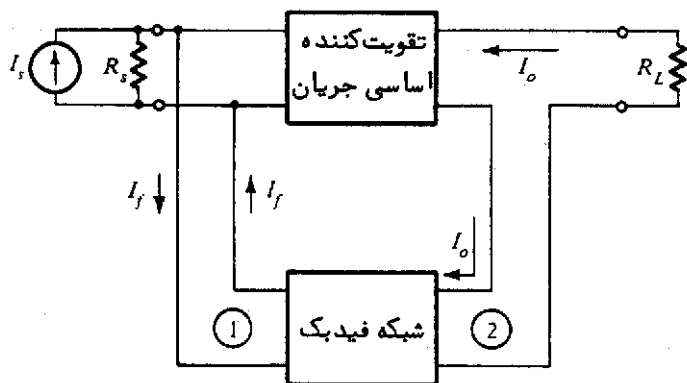 تقویت‌کننده
اساسی جریان
I_s
R_s
I_o
R_L
I_f
I_f
I_o
1
شبکه فیدبک
2